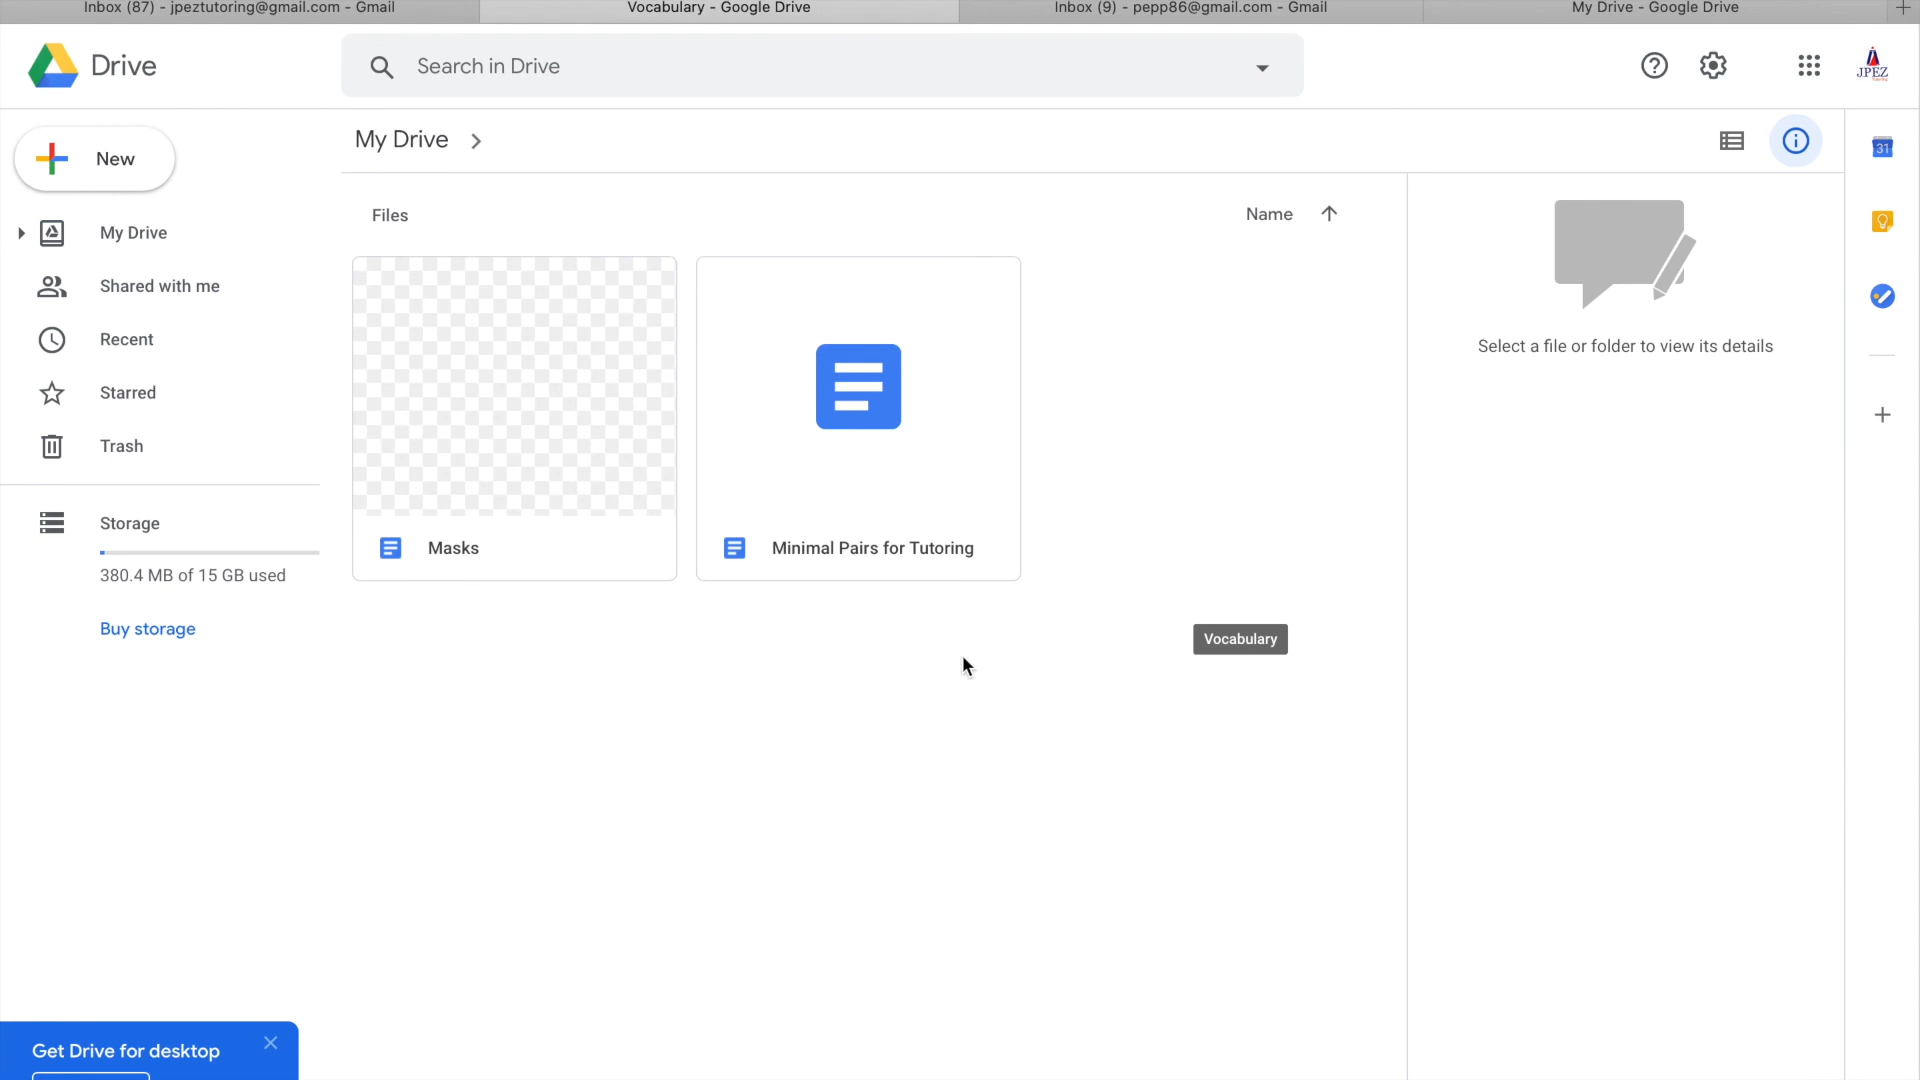 Inbox (87) - jpeztutoring@gmail.com - Gmail
Vocabulary - Google Drive
Inbox (9) - pepp86@gmail.com - Gmail
My Drive - Google Drive
Drive
Search in Drive
JPEZ
New
My Drive
31
Files
Name
My Drive
Shared with me
Recent
Starred
Trash
Select a file or folder to view its details
Storage
380.4 MB of 15 GB used
Buy storage
Masks
Minimal Pairs for Tutoring
Vocabulary
Get Drive for desktop